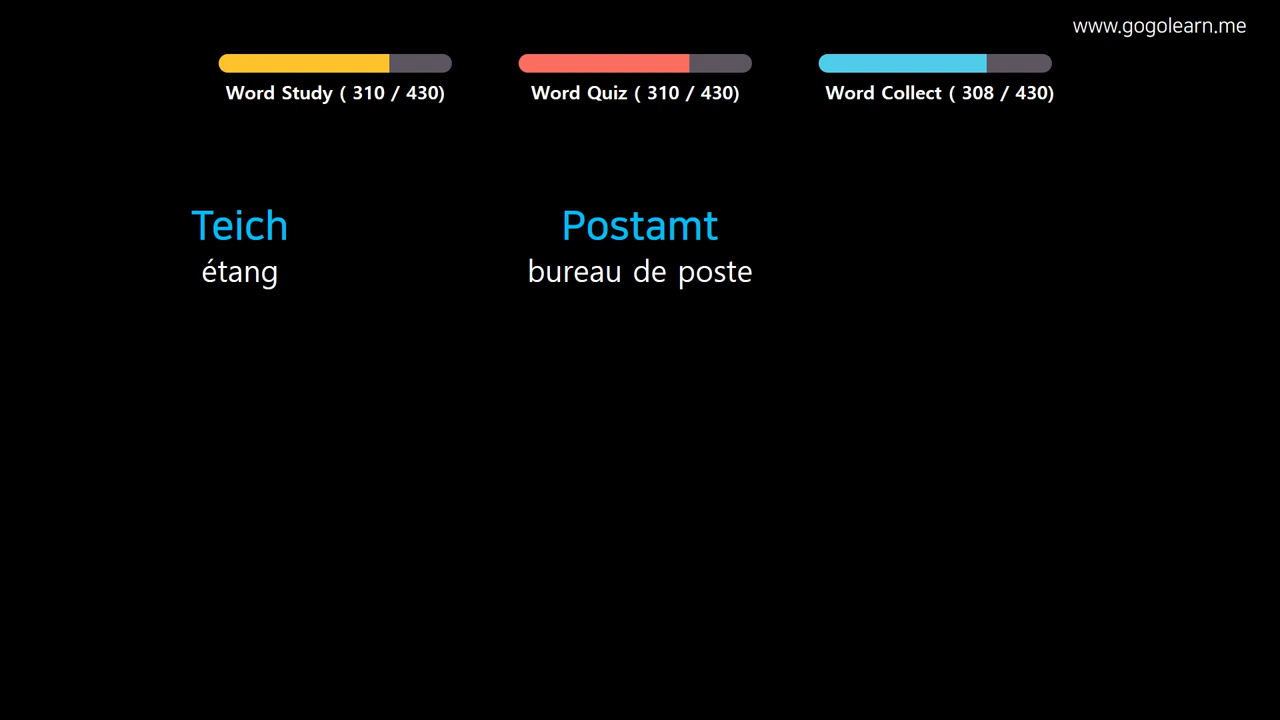 www.gogolearn.me
Word Study ( 310 / 430)
Word Quiz ( 310 / 430)
Word Collect ( 308 / 430)
Teich
étang
Postamt
bureau de poste